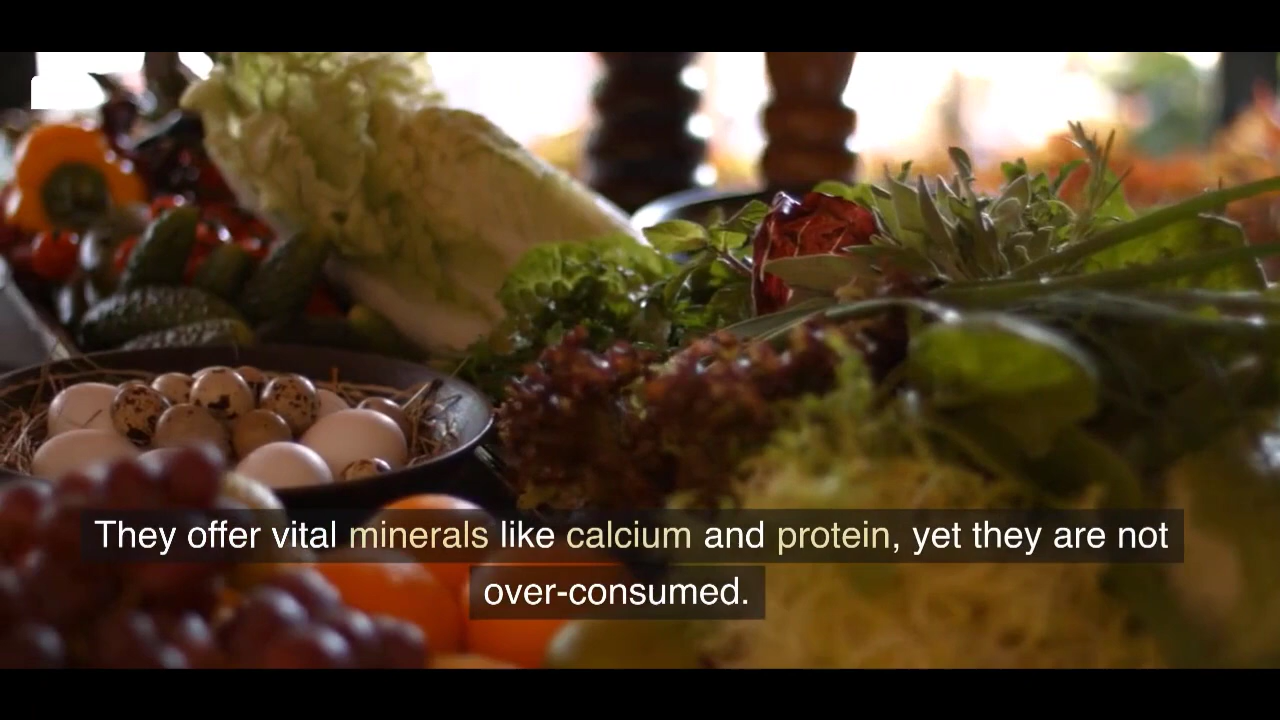 They offer vital minerals like calcium and protein, yet they are not
over-consumed.